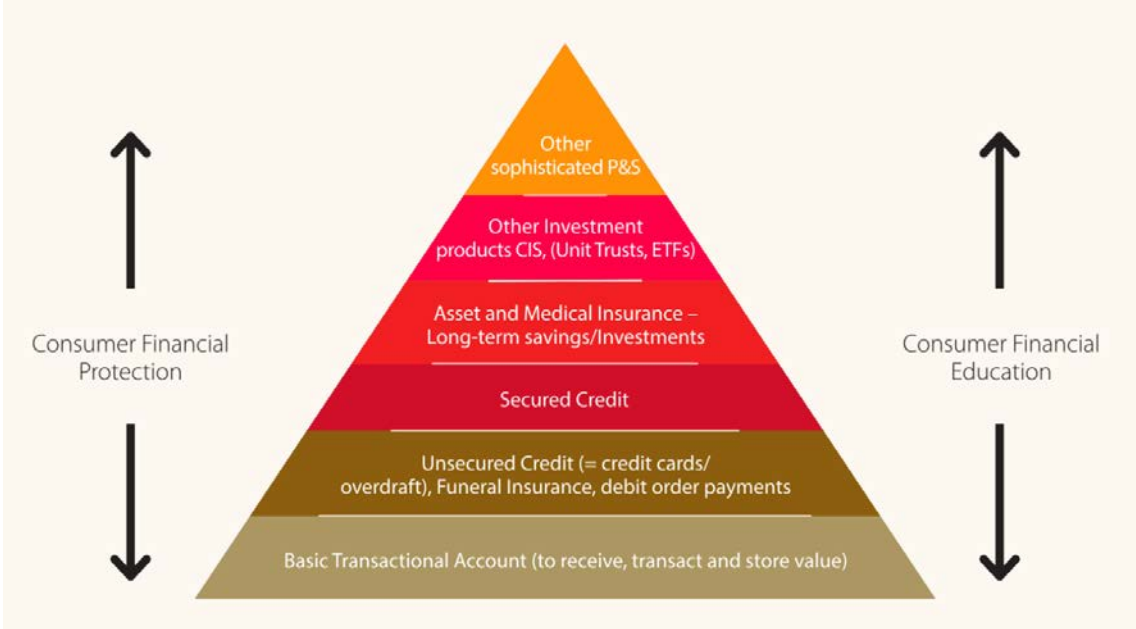 Other
sophisticated P&S
Other Investment
products CIS, (Unit Trusts, ETFs)
Asset and Medical Insurance –
Long-term savings/Investments
Consumer Financial
Protection
Consumer Financial
Education
Secured Credit
Unsecured Credit (= credit cards/
overdraft), Funeral Insurance, debit order payments
Basic Transactional Account (to receive, transact and store value)